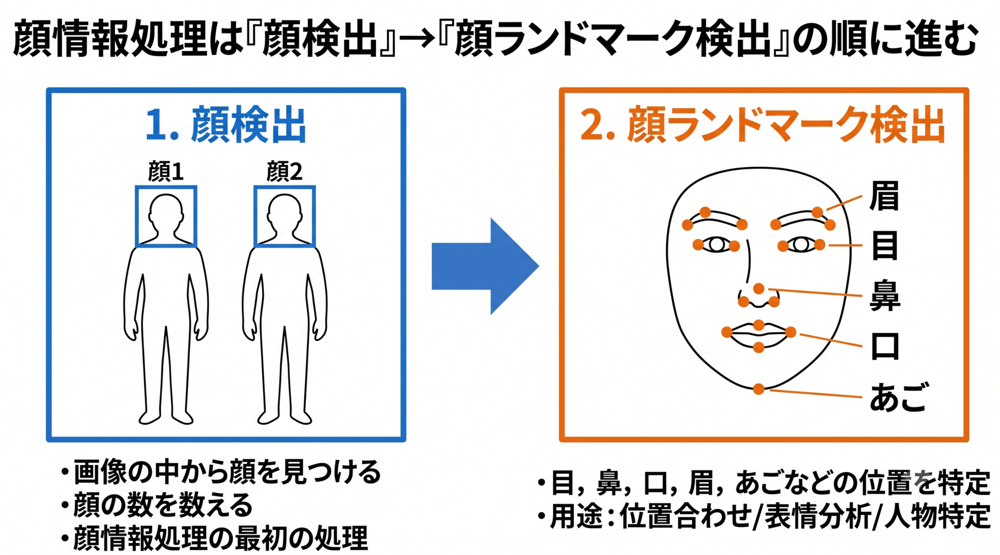 顔情報処理は『顔検出』→『顔ランドマーク検出』の順に進む
1. 顔検出
顔1
顔2
・画像の中から顔を見つける
・顔の数を数える
・顔情報処理の最初の処理
2. 顔ランドマーク検出
眉
目
鼻
口
あご
・目, 鼻, 口, 眉, あごなどの位置を特定
・用途：位置合わせ/表情分析/人物特定